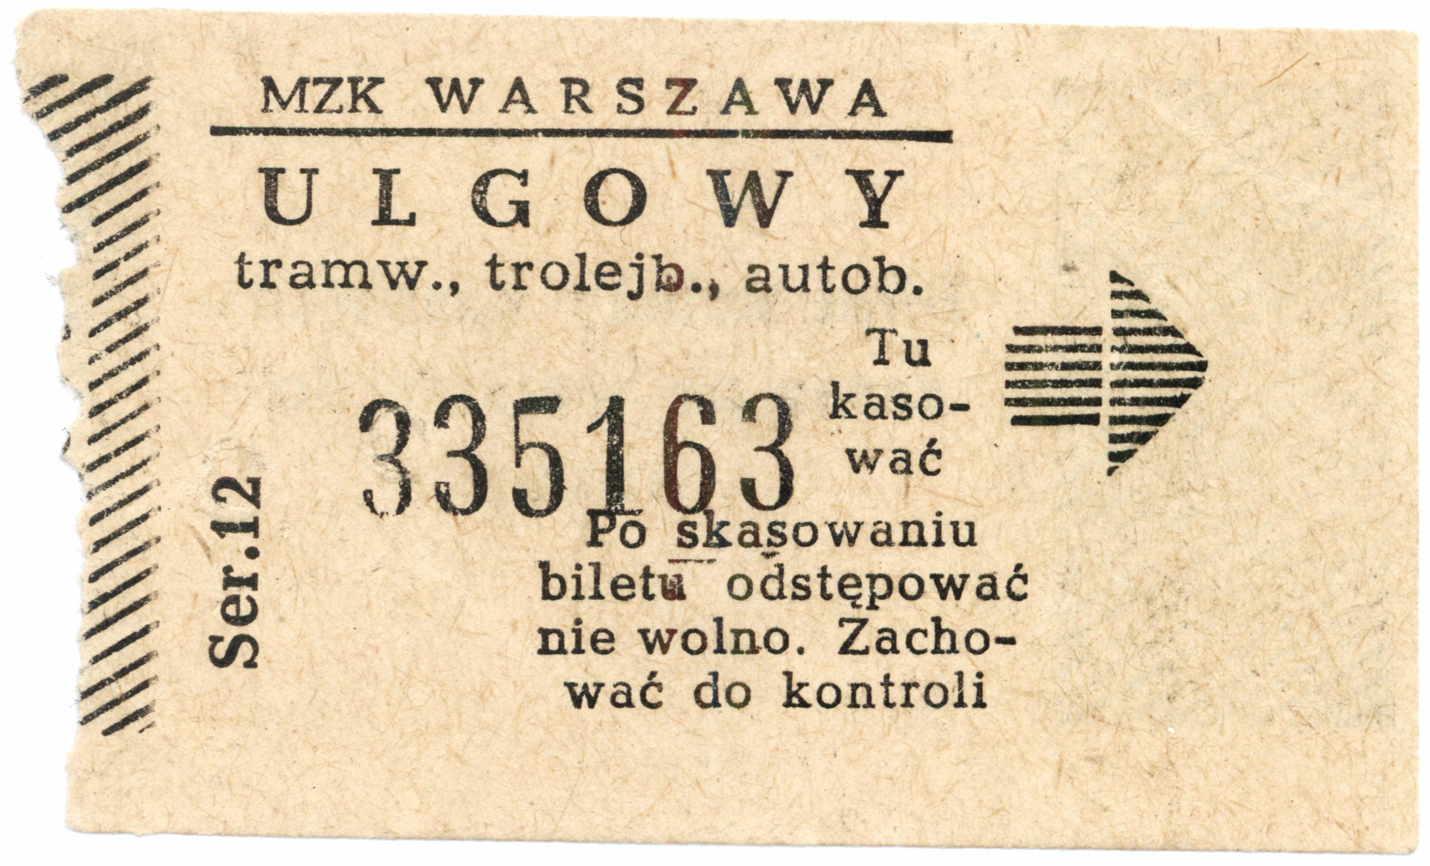 MZK WARSZAWA
ULGOWY
tramw., trolejb., autob.
Tu
kaso-
wać
335163
Ser.12
Po skasowaniu
biletu odstępować
nie wolno. Zacho-
wać do kontroli